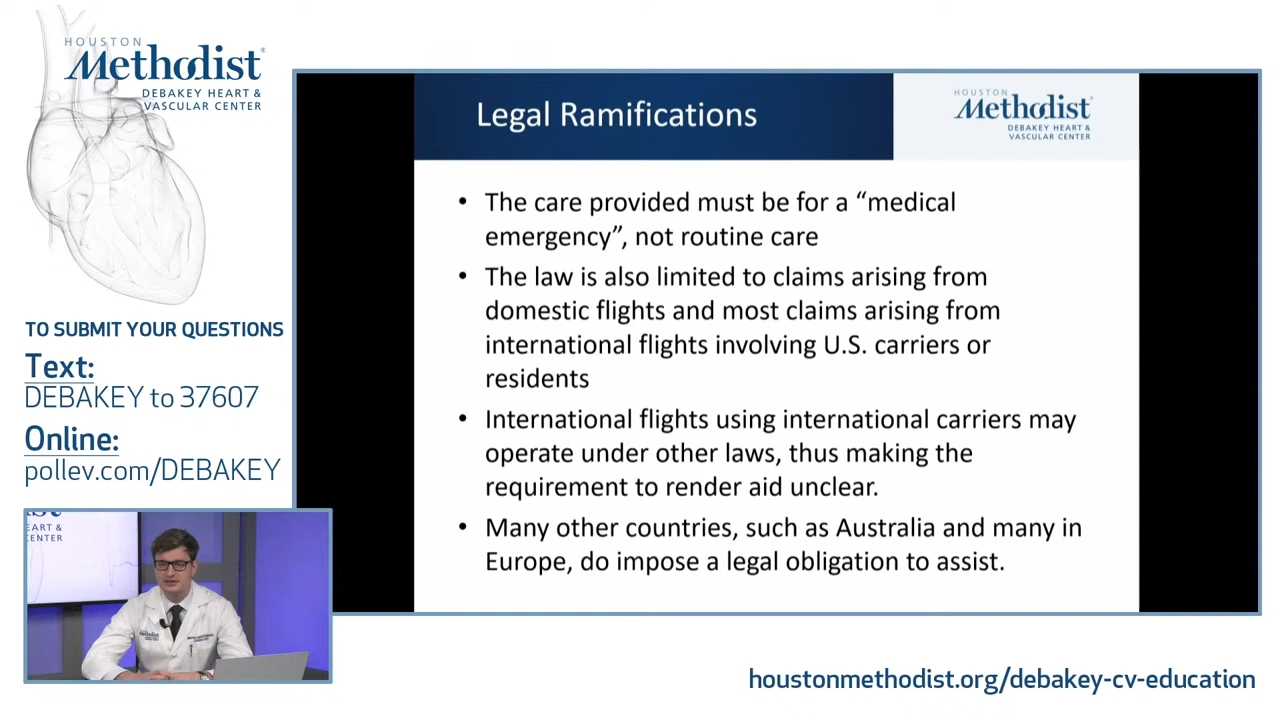 HOUSTON
Methodist
DEBAKEY HEART &
VASCULAR CENTER
TO SUBMIT YOUR QUESTIONS
Text:
DEBAKEY to 37607
Online:
pollev.com/DEBAKEY
EART &
CENTER
Methodist
Legal Ramifications
HOUSTON
Methodist
DEBAKEY HEART &
VASCULAR CENTER
• The care provided must be for a “medical
emergency”, not routine care
• The law is also limited to claims arising from
domestic flights and most claims arising from
international flights involving U.S. carriers or
residents
• International flights using international carriers may
operate under other laws, thus making the
requirement to render aid unclear.
• Many other countries, such as Australia and many in
Europe, do impose a legal obligation to assist.
houstonmethodist.org/debakey-cv-education